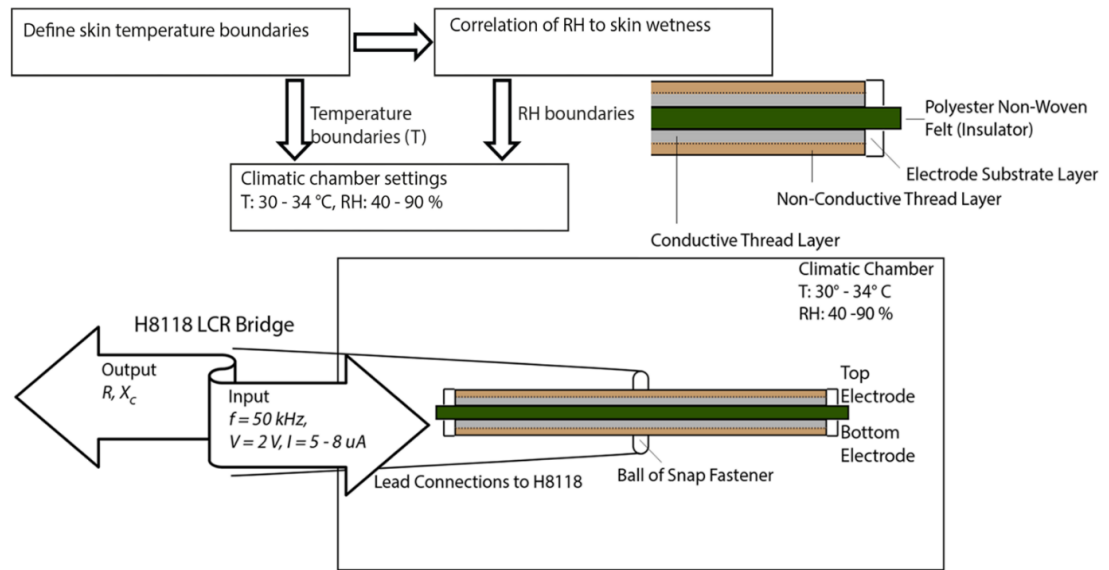 Define skin temperature boundaries
Correlation of RH to skin wetness
Temperature
boundaries (T)
RH boundaries
Climatic chamber settings
T: 30 - 34 °C, RH: 40 - 90 %
Polyester Non-Woven
Felt (Insulator)
Electrode Substrate Layer
Non-Conductive Thread Layer
Conductive Thread Layer
Climatic Chamber
T: 30° - 34° C
RH: 40 -90 %
H8118 LCR Bridge
Output
R, Xc
Input
f = 50 kHz,
V = 2 V, I = 5 - 8 uA
Top
Electrode
Bottom
Electrode
Lead Connections to H8118
Ball of Snap Fastener